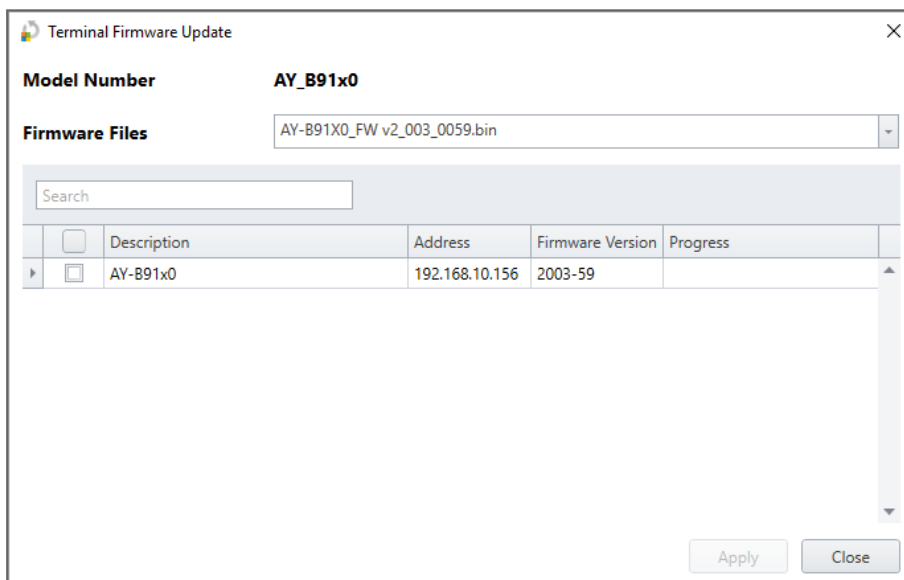 Terminal Firmware Update
Model Number AY_B91x0
Firmware Files AY-B91X0_FW v2_003_0059.bin
Search
Description Address Firmware Version Progress
AY-B91x0 192.168.10.156 2003-59
Apply Close